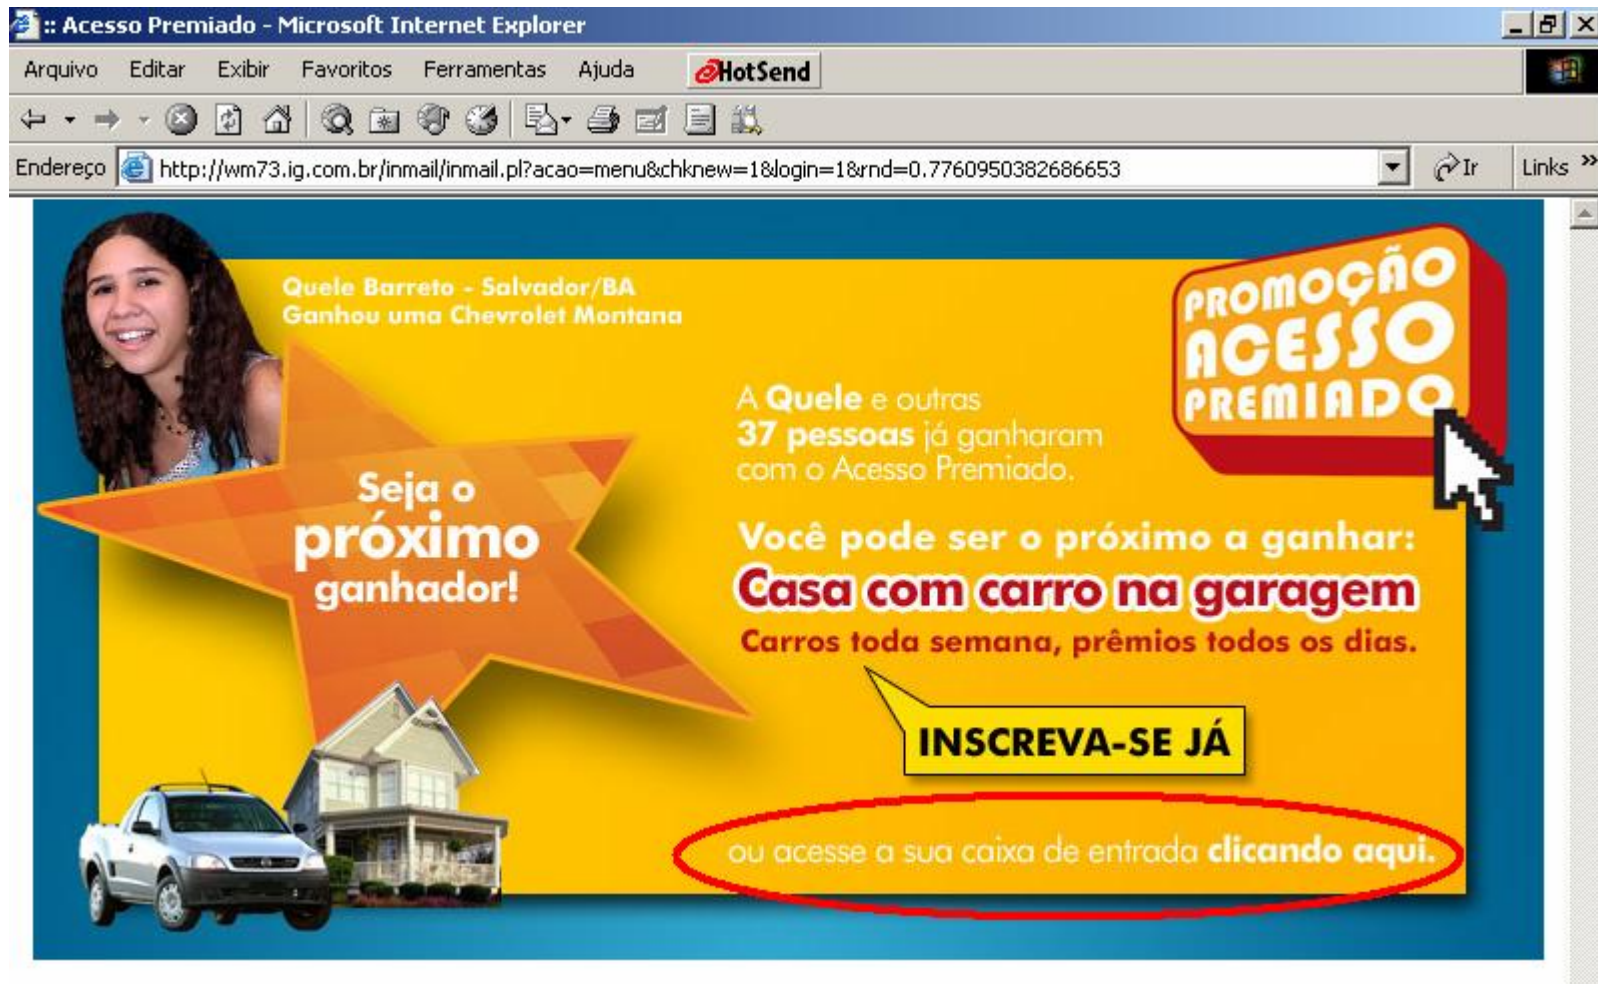 :: Acesso Premiado - Microsoft Internet Explorer
Arquivo Editar Exibir Favoritos Ferramentas Ajuda HotSend
Endereço http://wm73.ig.com.br/inmail/inmail.pl?acao=menu&chknew=1&login=1&rnd=0.7760950382686653 Ir Links »
Quele Barreto - Salvador/BA
Ganhou uma Chevrolet Montana
PROMOÇÃO
ACESSO
PREMIADO
A Quele e outras
37 pessoas já ganharam
com o Acesso Premiado.
Seja o
próximo
ganhador!
Você pode ser o próximo a ganhar:
Casa com carro na garagem
Carros toda semana, prêmios todos os dias.
INSCREVA-SE JÁ
ou acesse a sua caixa de entrada clicando aqui.